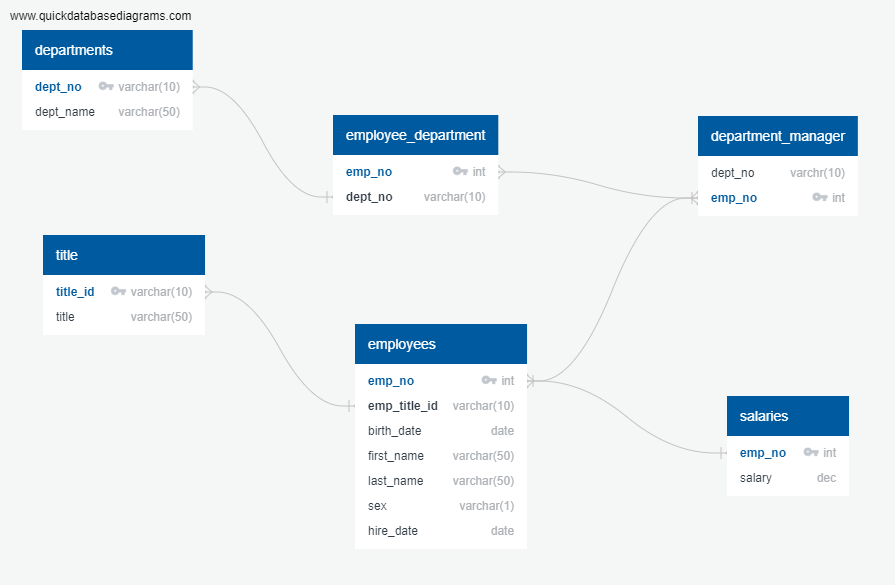 www.quickdatabasediagrams.com
departments
dept_no varchar(10)
dept_name varchar(50)
employee_department
emp_no int
dept_no varchar(10)
department_manager
dept_no varchr(10)
emp_no int
title
title_id varchar(10)
title varchar(50)
employees
emp_no int
emp_title_id varchar(10)
birth_date date
first_name varchar(50)
last_name varchar(50)
sex varchar(1)
hire_date date
salaries
emp_no int
salary dec